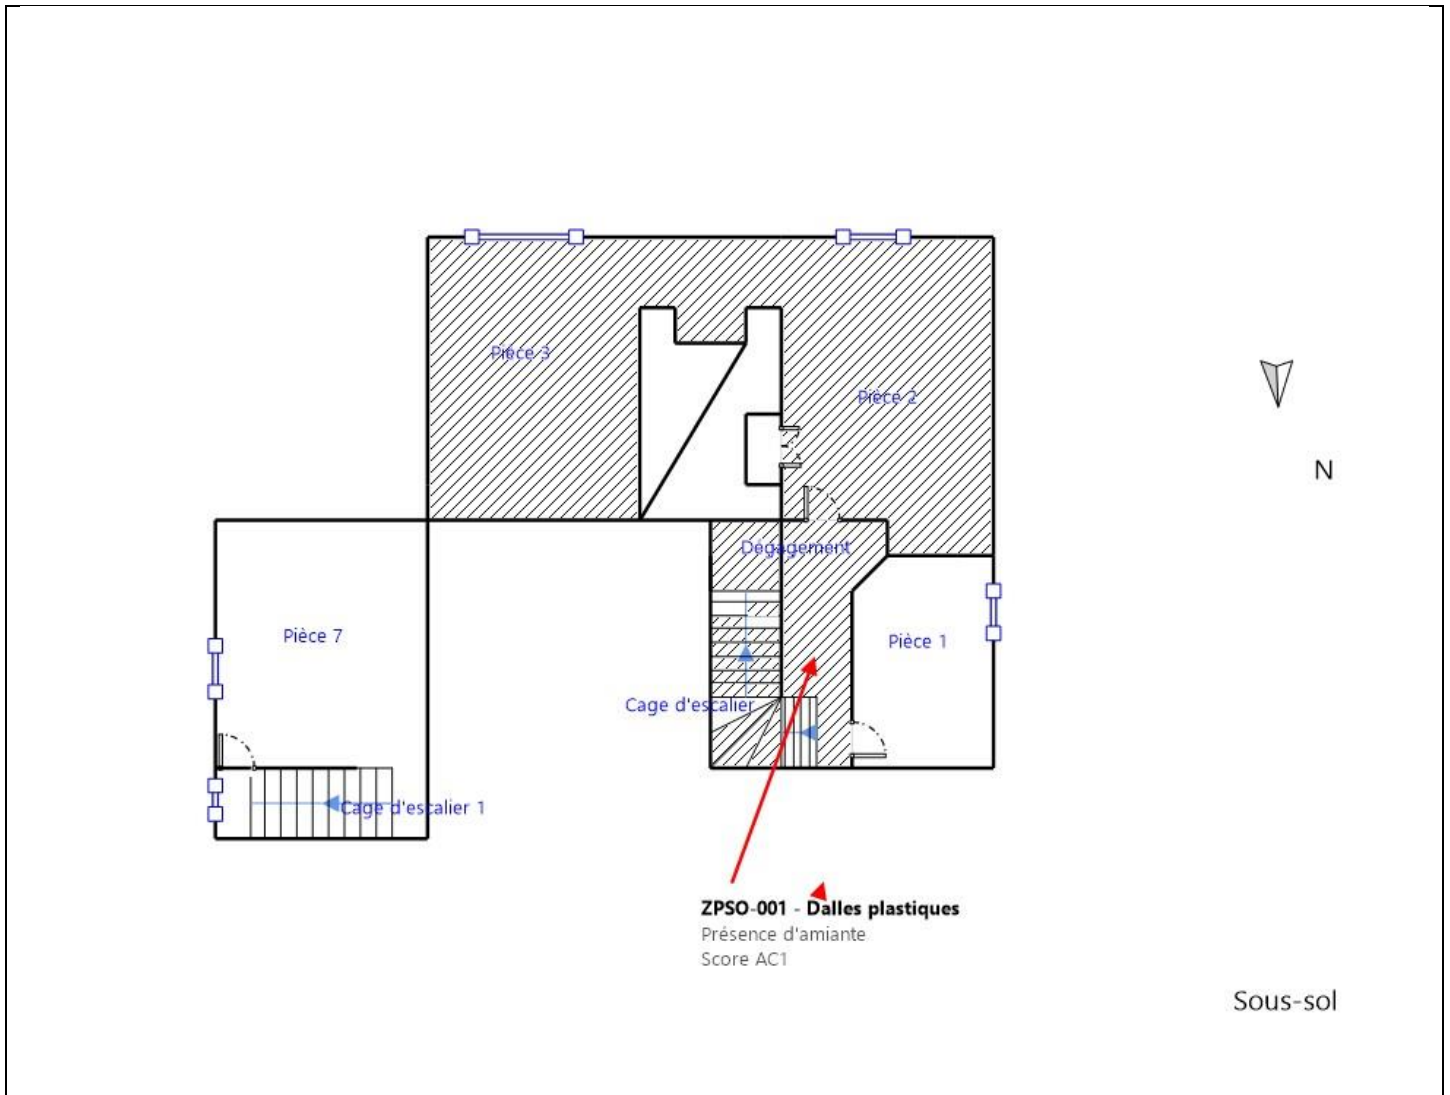 Pièce 3
Pièce 2
N
Dégagement
Pièce 7
Pièce 1
Cage d'escalier
Cage d'escalier 1
ZPSO-001 - Dalles plastiques
Présence d'amiante
Score AC1
Sous-sol